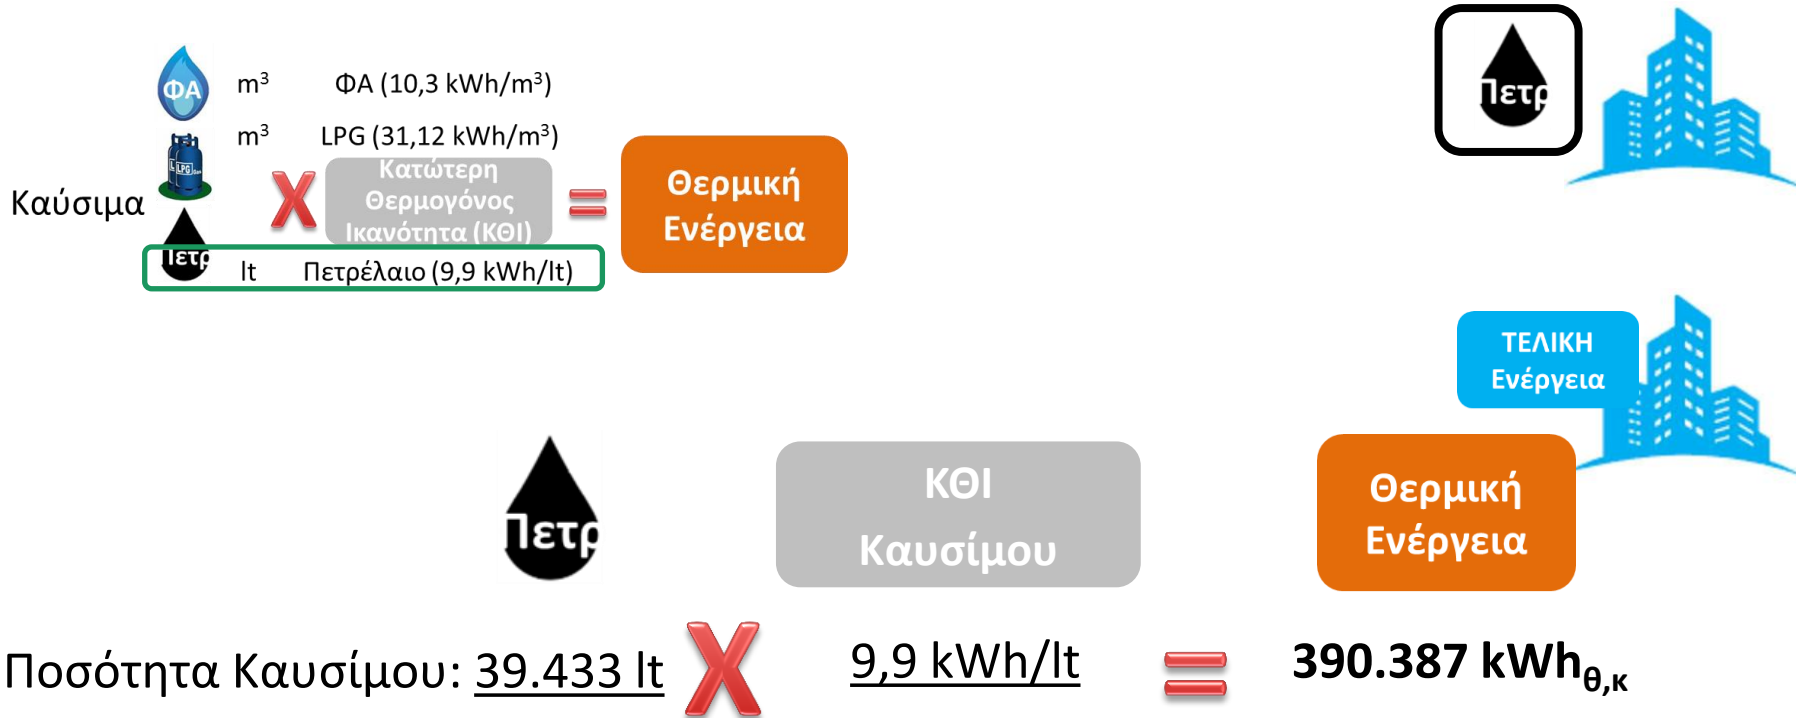 ΦΑ m³ ΦΑ (10,3 kWh/m³)
m³ LPG (31,12 kWh/m³)
LPG
Καύσιμα
X
Κατώτερη
Θερμογόνος
Ικανότητα (ΚΘΙ)
=
Θερμική
Ενέργεια
Πετρ lt Πετρέλαιο (9,9 kWh/lt)
Πετρ
ΤΕΛΙΚΗ
Ενέργεια
Πετρ
ΚΘΙ
Καυσίμου
Θερμική
Ενέργεια
Ποσότητα Καυσίμου: 39.433 lt X 9,9 kWh/lt = 390.387 kWhθ,κ